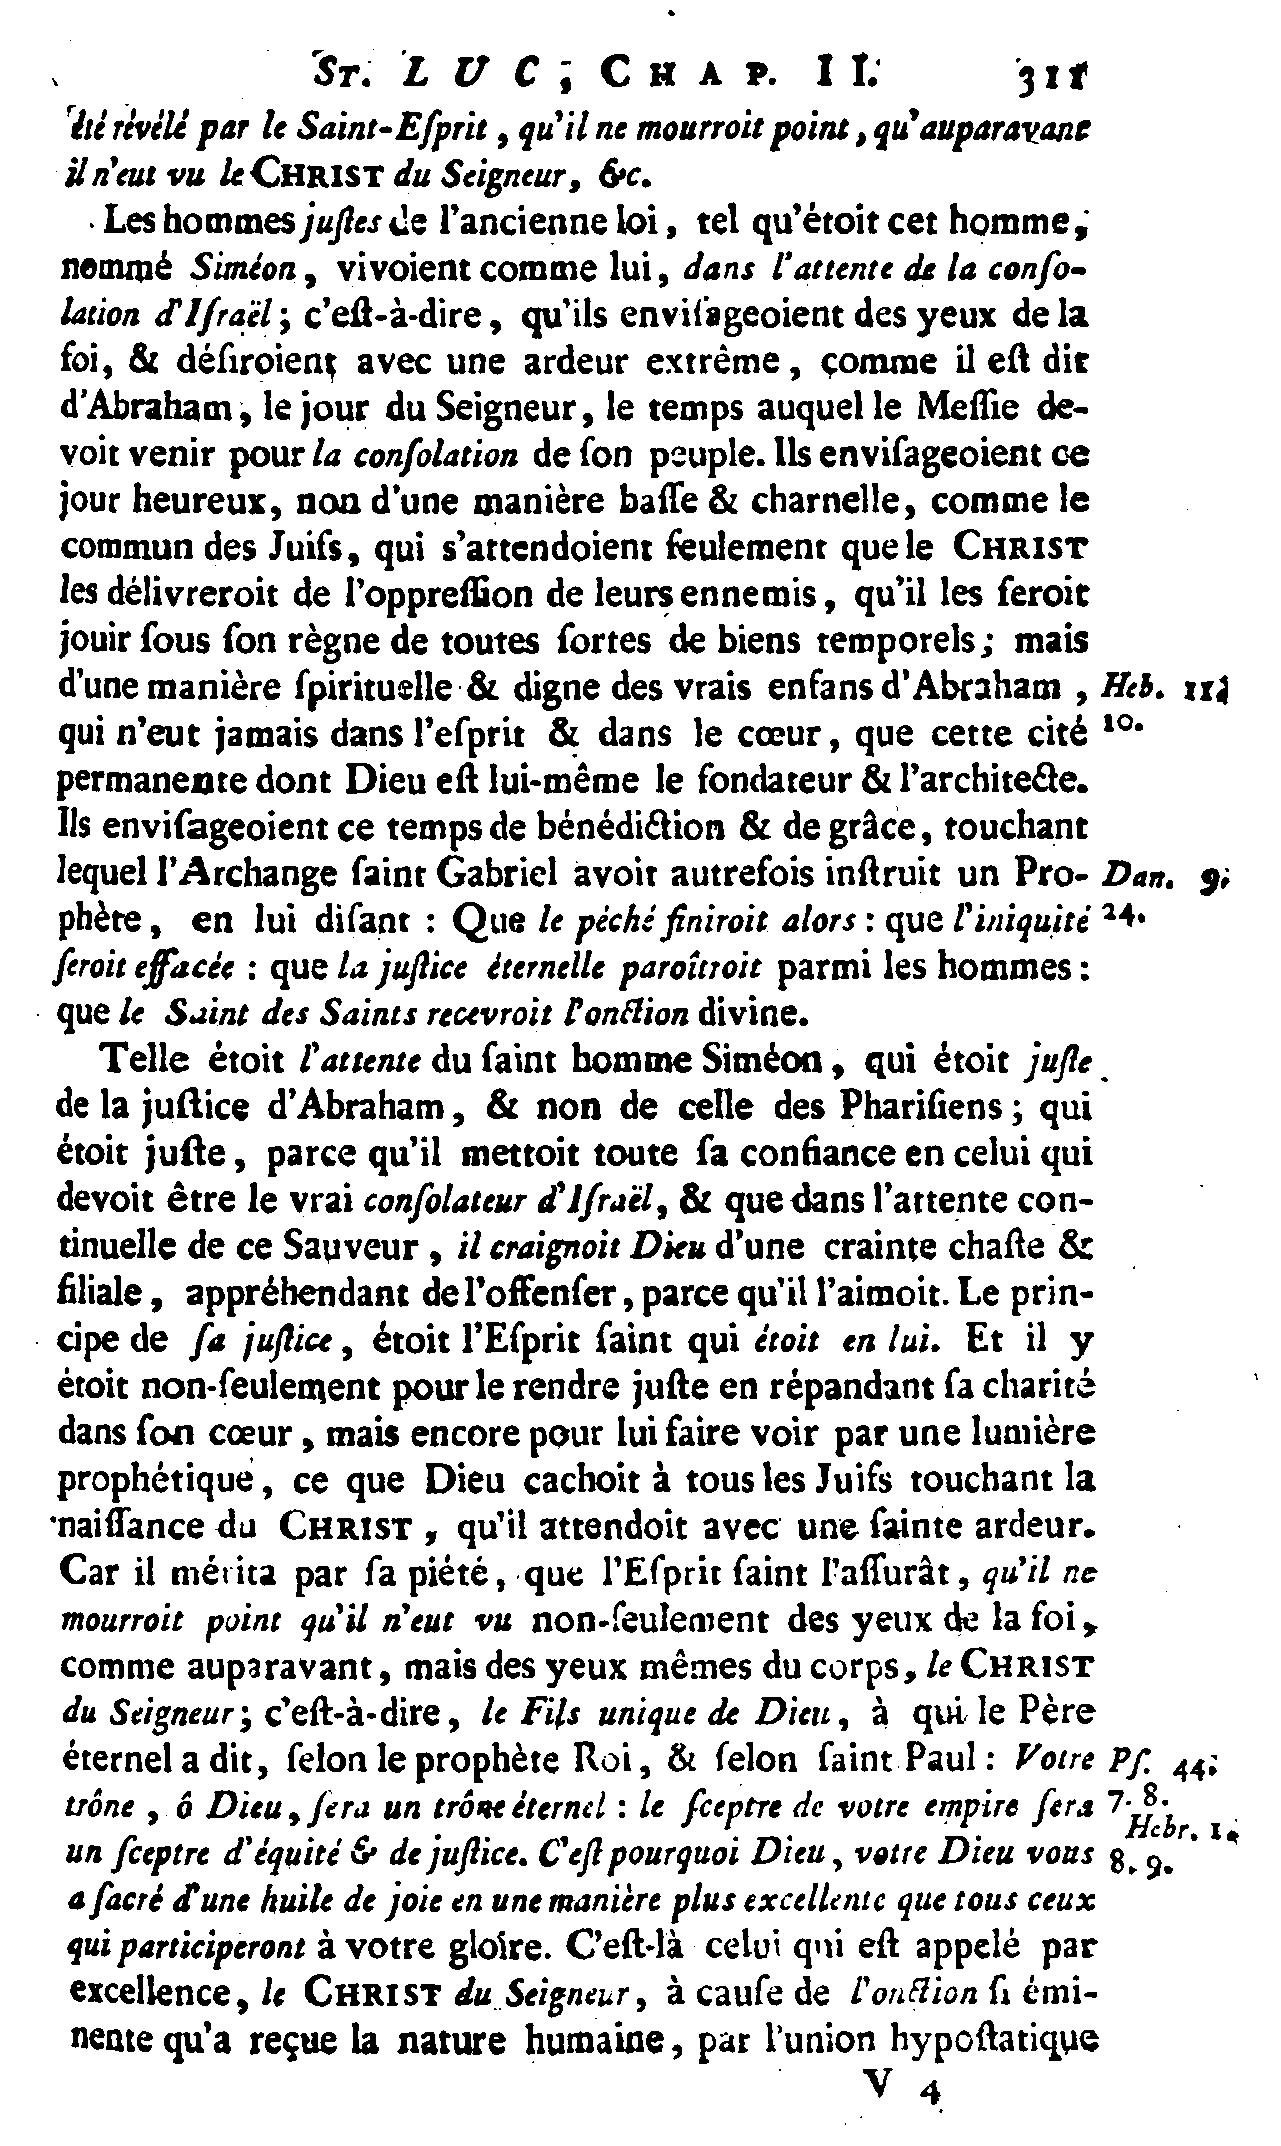 ST. LUC, CHAP. II. 311
été révélé par le Saint-Eſprit, qu'il ne mourroit point, qu'auparavant
il n'eut vu le CHRIST du Seigneur, &c.
Les hommes juſtes de l'ancienne loi, tel qu'étoit cet homme,
nommé Siméon, vivoient comme lui, dans l'attente de la conſo-
lation d'Iſraël; c'eſt-à-dire, qu'ils enviſageoient des yeux de la
foi, & déſiroient avec une ardeur extrême, comme il eſt dit
d'Abraham, le jour du Seigneur, le temps auquel le Meſſie de-
voit venir pour la conſolation de ſon peuple. Ils enviſageoient ce
jour heureux, non d'une manière baſſe & charnelle, comme le
commun des Juifs, qui s'attendoient ſeulement que le CHRIST
les délivreroit de l'oppreſſion de leurs ennemis, qu'il les feroit
jouir ſous ſon règne de toutes ſortes de biens temporels; mais
d'une manière ſpirituelle & digne des vrais enfans d'Abraham, Heb. 11.
qui n'eut jamais dans l'eſprit & dans le cœur, que cette cité 10.
permanente dont Dieu eſt lui-même le fondateur & l'architecte.
Ils enviſageoient ce temps de bénédiction & de grâce, touchant
lequel l'Archange ſaint Gabriel avoit autrefois inſtruit un Pro- Dan. 9.
phète, en lui diſant : Que le péché finiroit alors : que l'iniquité 24.
ſeroit effacée : que la juſtice éternelle paroîtroit parmi les hommes :
que le Saint des Saints recevroit l'onction divine.
Telle étoit l'attente du ſaint homme Siméon, qui étoit juſte
de la juſtice d'Abraham, & non de celle des Phariſiens; qui
étoit juſte, parce qu'il mettoit toute ſa confiance en celui qui
devoit être le vrai conſolateur d'Iſraël, & que dans l'attente con-
tinuelle de ce Sauveur, il craignoit Dieu d'une crainte chaſte &
filiale, appréhendant de l'offenſer, parce qu'il l'aimoit. Le prin-
cipe de ſa juſtice, étoit l'Eſprit ſaint qui étoit en lui. Et il y
étoit non-ſeulement pour le rendre juſte en répandant ſa charité
dans ſon cœur, mais encore pour lui faire voir par une lumière
prophétique, ce que Dieu cachoit à tous les Juifs touchant la
naiſſance du CHRIST, qu'il attendoit avec une ſainte ardeur.
Car il mérita par ſa piété, que l'Eſprit ſaint l'aſſurât, qu'il ne
mourroit point qu'il n'eut vu non-ſeulement des yeux de la foi,
comme auparavant, mais des yeux mêmes du corps, le CHRIST
du Seigneur; c'eſt-à-dire, le Fils unique de Dieu, à qui le Père
éternel a dit, ſelon le prophète Roi, & ſelon ſaint Paul : Votre Pſ. 44.
trône, ô Dieu, ſera un trône éternel : le ſceptre de votre empire ſera 7. 8.
Hebr. 1.
un ſceptre d'équité & de juſtice. C'eſt pourquoi Dieu, votre Dieu vous 8. 9.
a ſacré d'une huile de joie en une manière plus excellente que tous ceux
qui participeront à votre gloire. C'eſt-là celui qui eſt appelé par
excellence, le CHRIST du Seigneur, à cauſe de l'onction ſi émi-
nente qu'a reçue la nature humaine, par l'union hypoſtatique
V 4